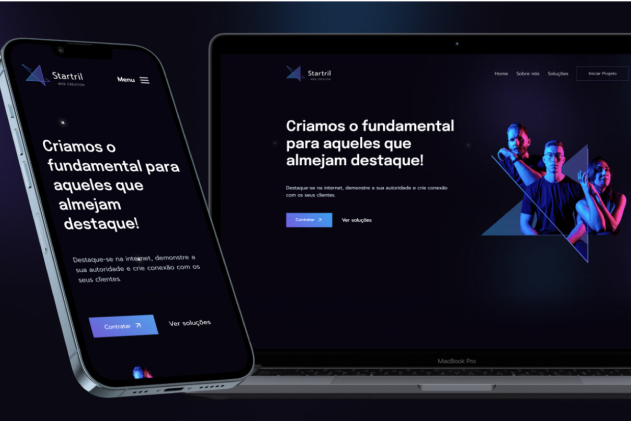 Startril
WEB CREATION
Menu
Criamos o
fundamental para
aqueles que
almejam
destaque!
Destaque-se na internet, demonstre a
sua autoridade e crie conexão com os
seus clientes.
Contratar
Ver soluções
Startril
WEB CREATION
Home
Sobre nós
Soluções
Iniciar Projeto
Criamos o fundamental
para aqueles que
almejam destaque!
Destaque-se na internet, demonstre a sua autoridade e crie conexão
com os seus clientes.
Contratar
Ver soluções
MacBook Pro